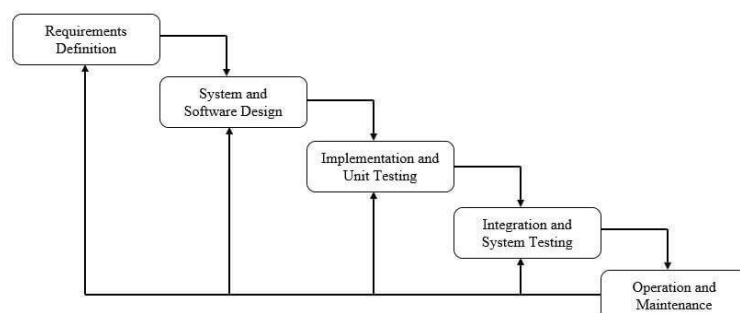 Requirements
Definition
System and
Software Design
Implementation and
Unit Testing
Integration and
System Testing
Operation and
Maintenance